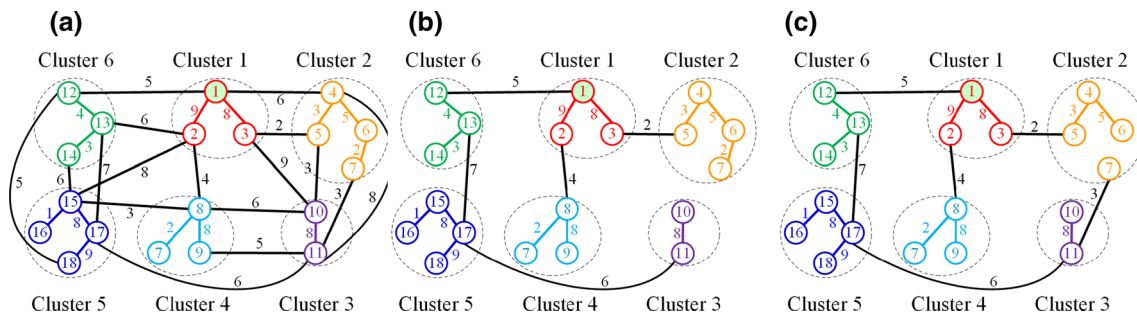 (a)
Cluster 6 Cluster 1 Cluster 2
12 5 1 6 4
4 9 8 3 5
13 6 2 3 2 5 6
14 3 7 8 9 3 2 7
5 6 4 3 8
15 3 8 6 10
1 8 2 8 8
16 17 7 9 5 11
18 9 6
Cluster 5 Cluster 4 Cluster 3
(b)
Cluster 6 Cluster 1 Cluster 2
12 5 1 4
4 9 8 3 5
13 2 3 2 5 6
14 3 7 2 7
4
15 8 10
1 8 2 8 8
16 17 7 9 11
18 9 6
Cluster 5 Cluster 4 Cluster 3
(c)
Cluster 6 Cluster 1 Cluster 2
12 5 1 4
4 9 8 3 5
13 2 3 2 5 6
14 3 7 7
4 3
15 8 10
1 8 2 8 8
16 17 7 9 11
18 9 6
Cluster 5 Cluster 4 Cluster 3